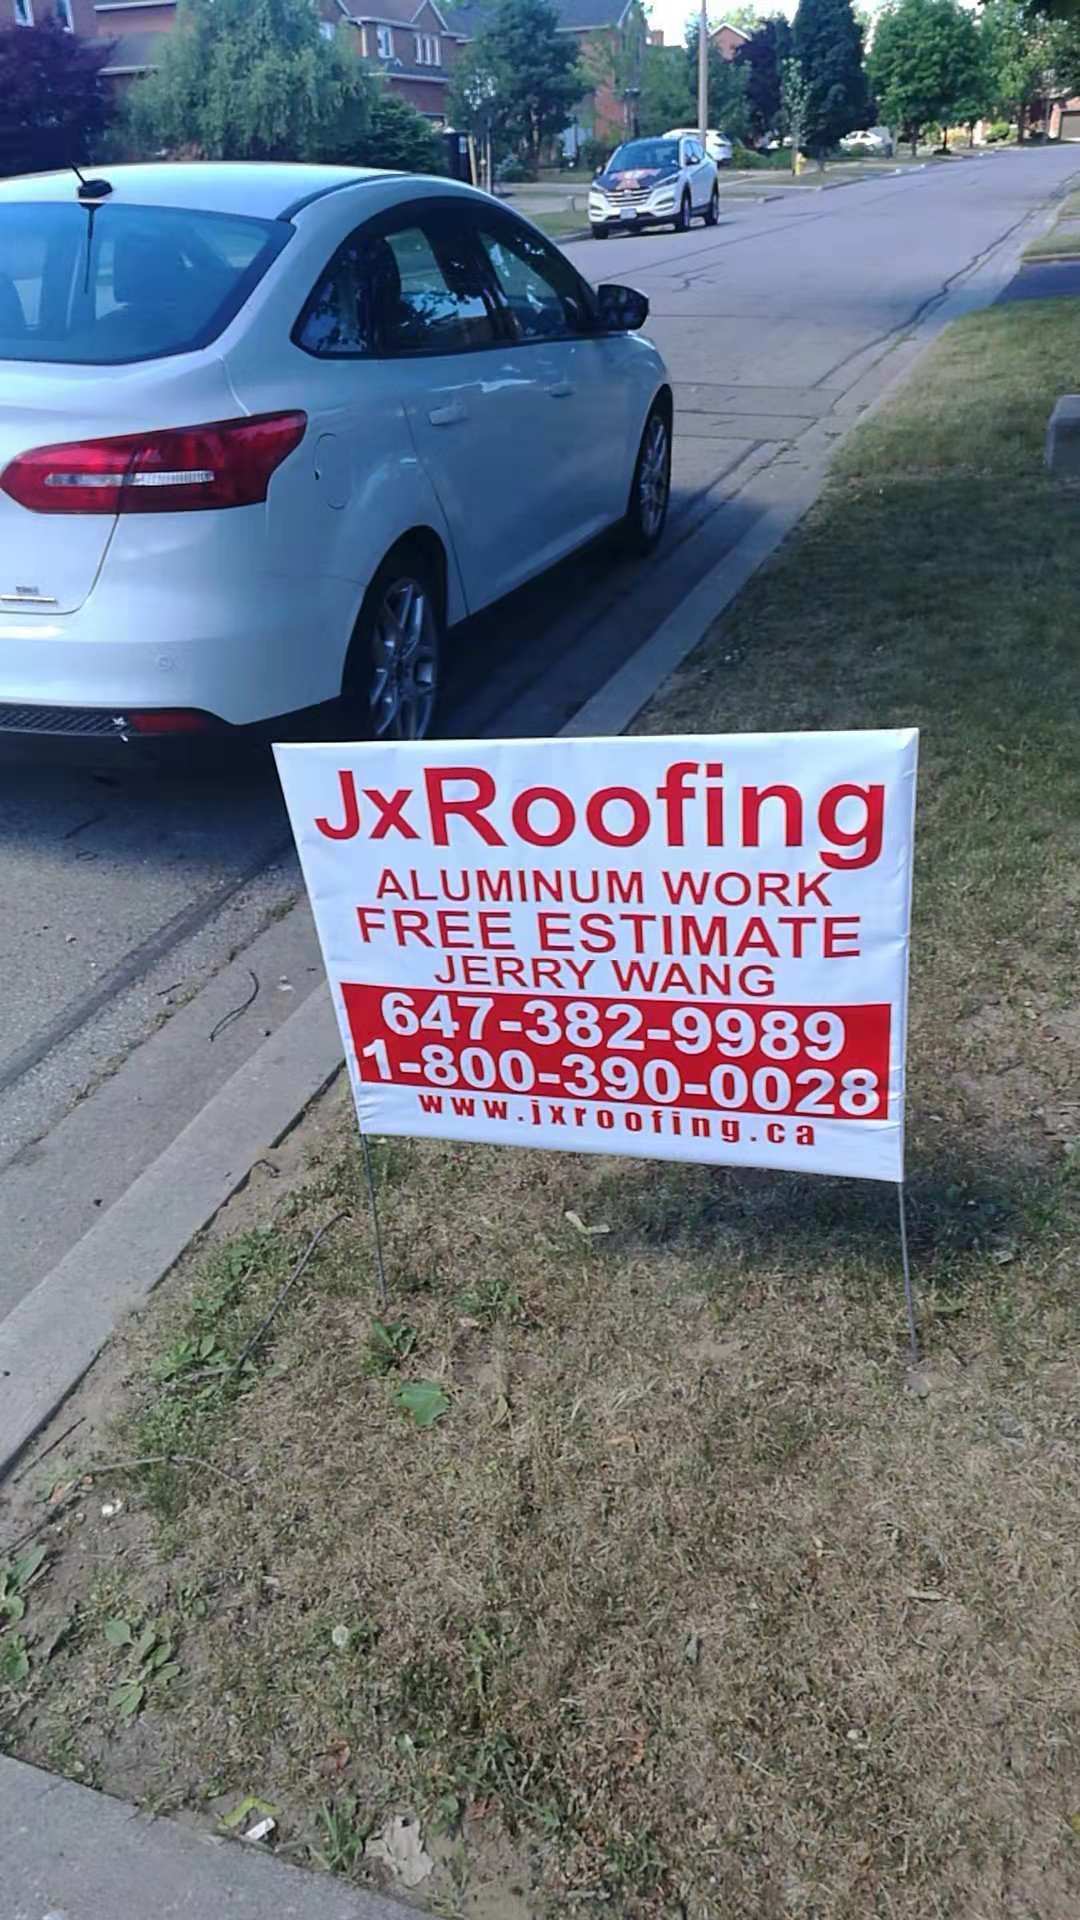 JxRoofing
ALUMINUM WORK
FREE ESTIMATE
JERRY WANG
647-382-9989
1-800-390-0028
www.jxroofing.ca